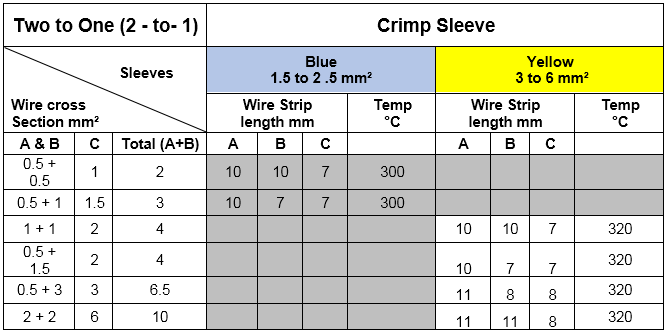 Two to One (2 - to- 1) Crimp Sleeve
Sleeves
Blue
1.5 to 2 .5 mm²
Yellow
3 to 6 mm²
Wire cross
Section mm²
Wire Strip
length mm
Temp
°C
Wire Strip
length mm
Temp
°C
A & B C Total (A+B) A B C A B C
0.5 +
0.5
1 2 10 10 7 300
0.5 + 1 1.5 3 10 7 7 300
1 + 1 2 4 10 10 7 320
0.5 +
1.5
2 4 10 7 7 320
0.5 + 3 3 6.5 11 8 8 320
2 + 2 6 10 11 11 8 320